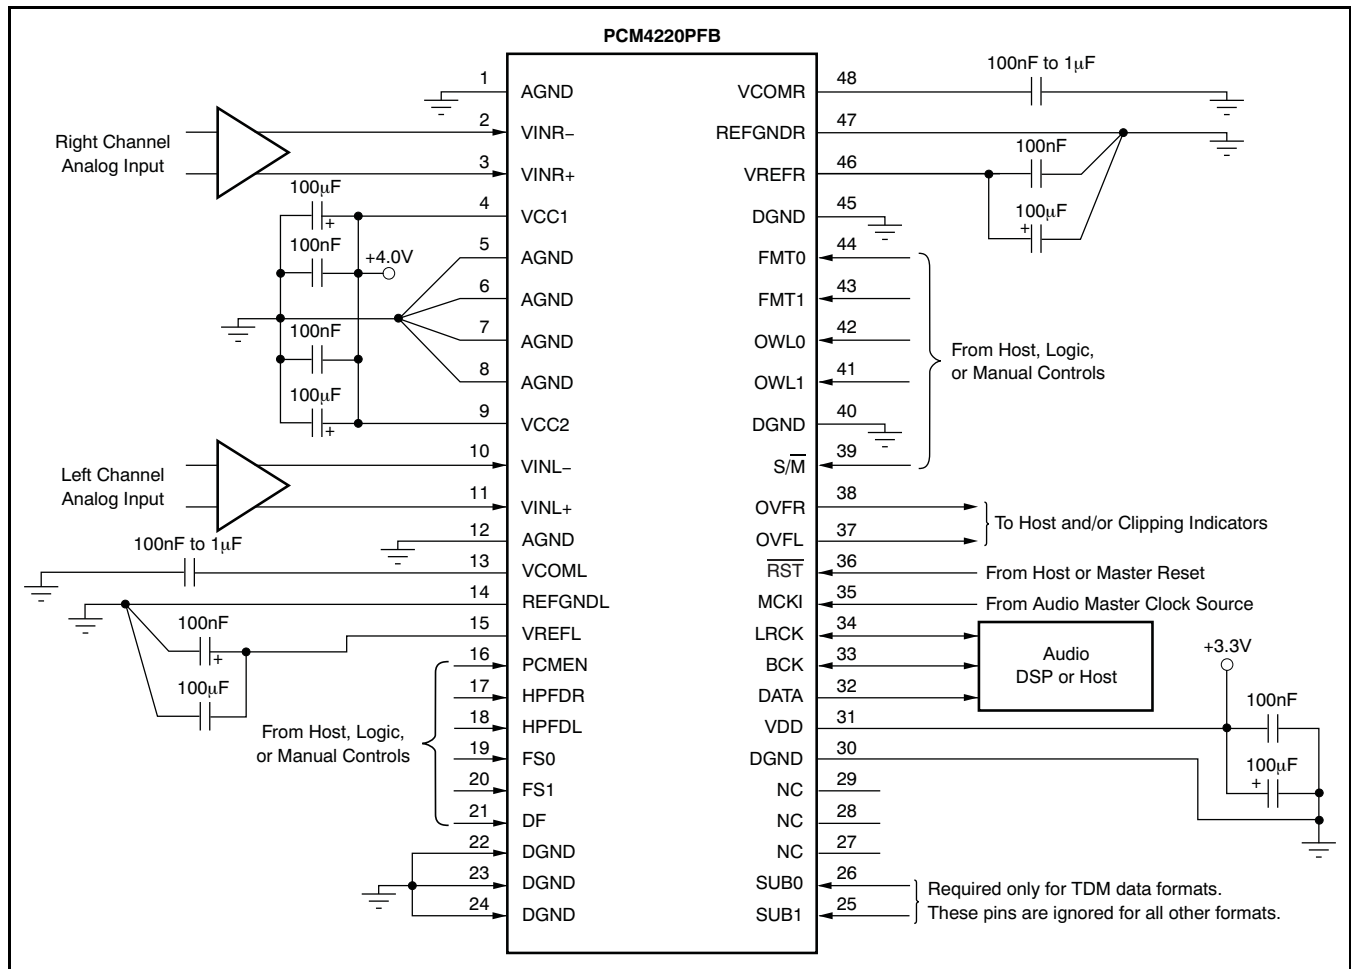 PCM4220PFB
Right Channel
Analog Input
Left Channel
Analog Input
100μF
+
100nF
+4.0V
100nF
100μF
+
100nF to 1μF
100nF
+
100μF
From Host, Logic,
or Manual Controls
1 AGND
2 VINR−
3 VINR+
4 VCC1
5 AGND
6 AGND
7 AGND
8 AGND
9 VCC2
10 VINL−
11 VINL+
12 AGND
13 VCOML
14 REFGNDL
15 VREFL
16 PCMEN
17 HPFDR
18 HPFDL
19 FS0
20 FS1
21 DF
22 DGND
23 DGND
24 DGND
VCOMR 48
REFGNDR 47
VREFR 46
DGND 45
FMT0 44
FMT1 43
OWL0 42
OWL1 41
DGND 40
S/M̅ 39
OVFR 38
OVFL 37
R̅S̅T̅ 36
MCKI 35
LRCK 34
BCK 33
DATA 32
VDD 31
DGND 30
NC 29
NC 28
NC 27
SUB0 26
SUB1 25
100nF to 1μF
100nF
100μF
+
From Host, Logic,
or Manual Controls
To Host and/or Clipping Indicators
From Host or Master Reset
From Audio Master Clock Source
Audio
DSP or Host
+3.3V
100nF
100μF
+
Required only for TDM data formats.
These pins are ignored for all other formats.